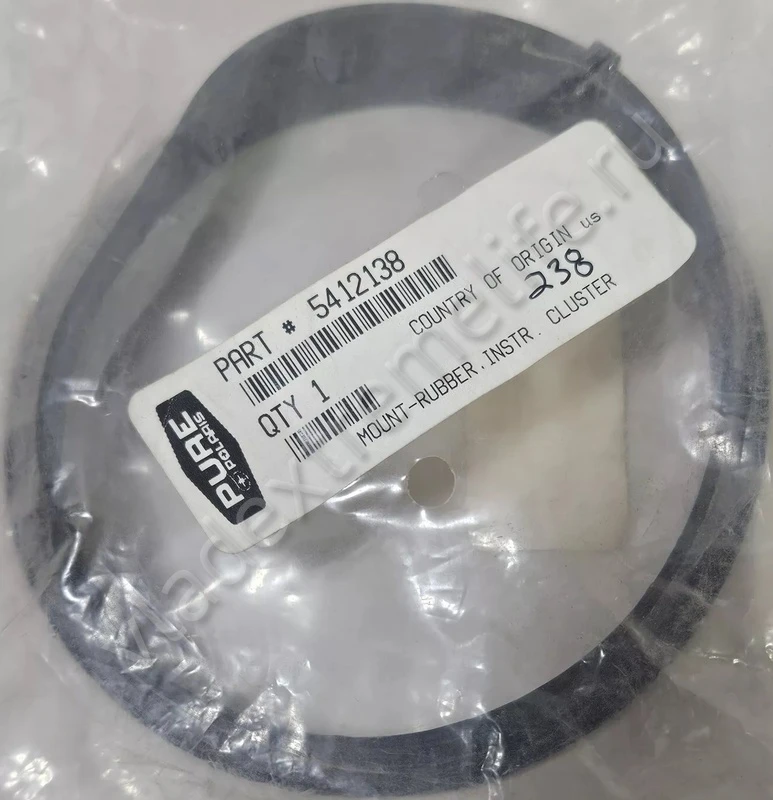 PURE
POLARIS
PART # 5412138
COUNTRY OF ORIGIN us
238
QTY 1
MOUNT-RUBBER.INSTR. CLUSTER